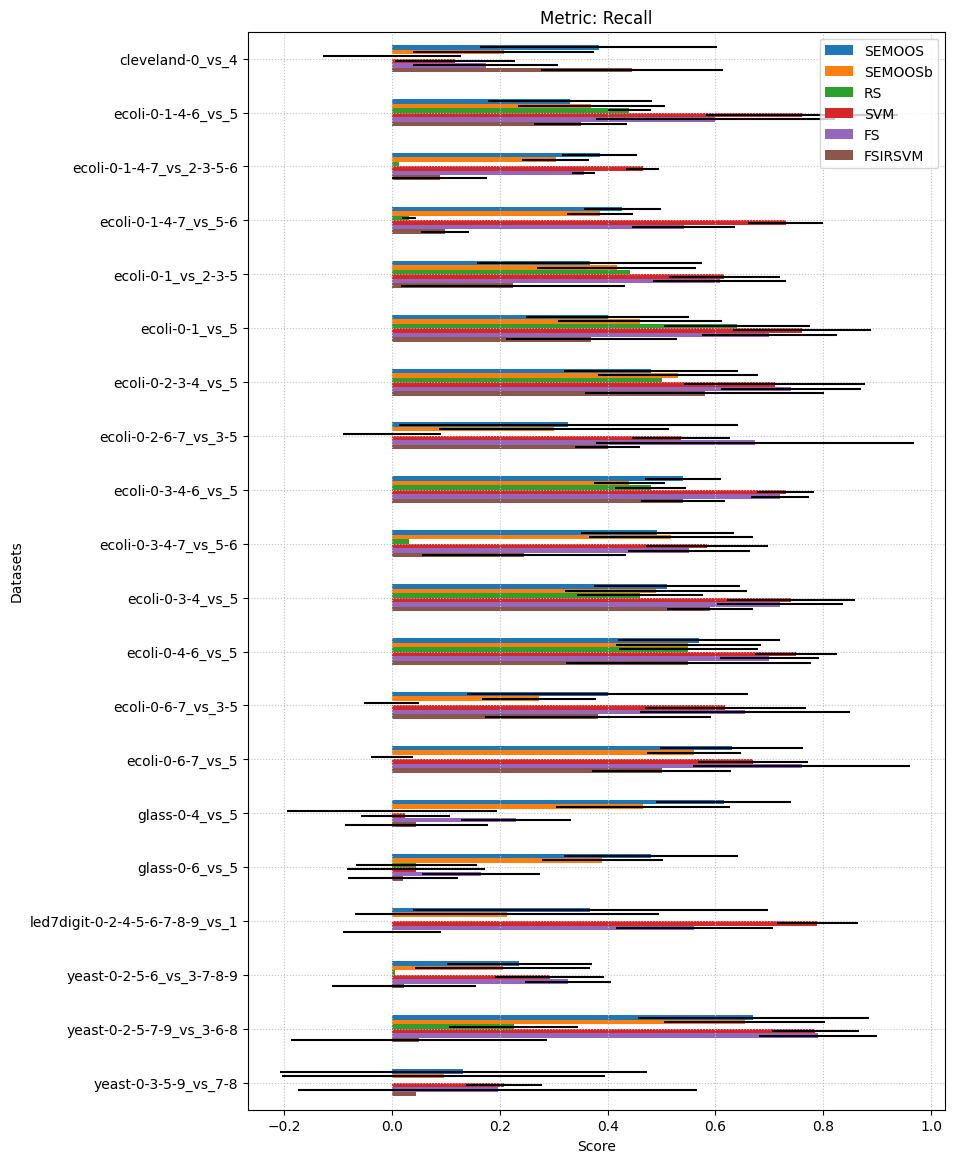 Metric: Recall
SEMOOS
SEMOOSb
RS
SVM
FS
FSIRSVM
Datasets
cleveland-0_vs_4
ecoli-0-1-4-6_vs_5
ecoli-0-1-4-7_vs_2-3-5-6
ecoli-0-1-4-7_vs_5-6
ecoli-0-1_vs_2-3-5
ecoli-0-1_vs_5
ecoli-0-2-3-4_vs_5
ecoli-0-2-6-7_vs_3-5
ecoli-0-3-4-6_vs_5
ecoli-0-3-4-7_vs_5-6
ecoli-0-3-4_vs_5
ecoli-0-4-6_vs_5
ecoli-0-6-7_vs_3-5
ecoli-0-6-7_vs_5
glass-0-4_vs_5
glass-0-6_vs_5
led7digit-0-2-4-5-6-7-8-9_vs_1
yeast-0-2-5-6_vs_3-7-8-9
yeast-0-2-5-7-9_vs_3-6-8
yeast-0-3-5-9_vs_7-8
−0.2 0.0 0.2 0.4 0.6 0.8 1.0
Score